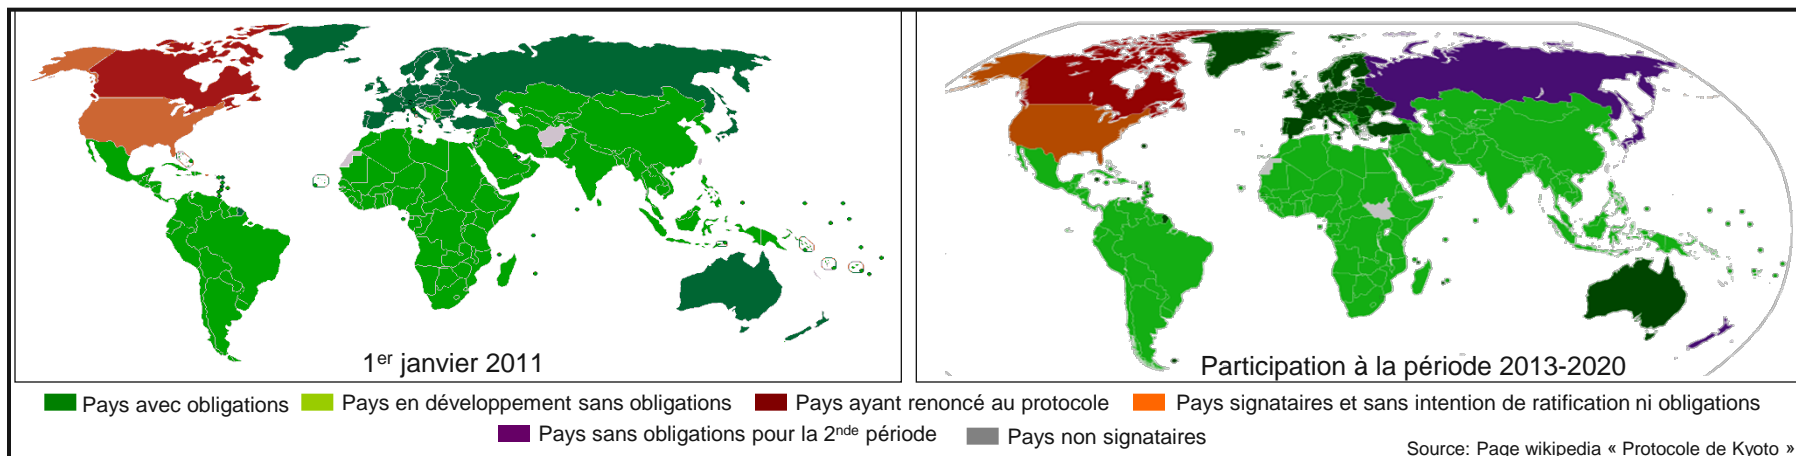 1er janvier 2011
Participation à la période 2013-2020
Pays avec obligations
Pays en développement sans obligations
Pays ayant renoncé au protocole
Pays signataires et sans intention de ratification ni obligations
Pays sans obligations pour la 2nde période
Pays non signataires
Source: Page wikipedia « Protocole de Kyoto »